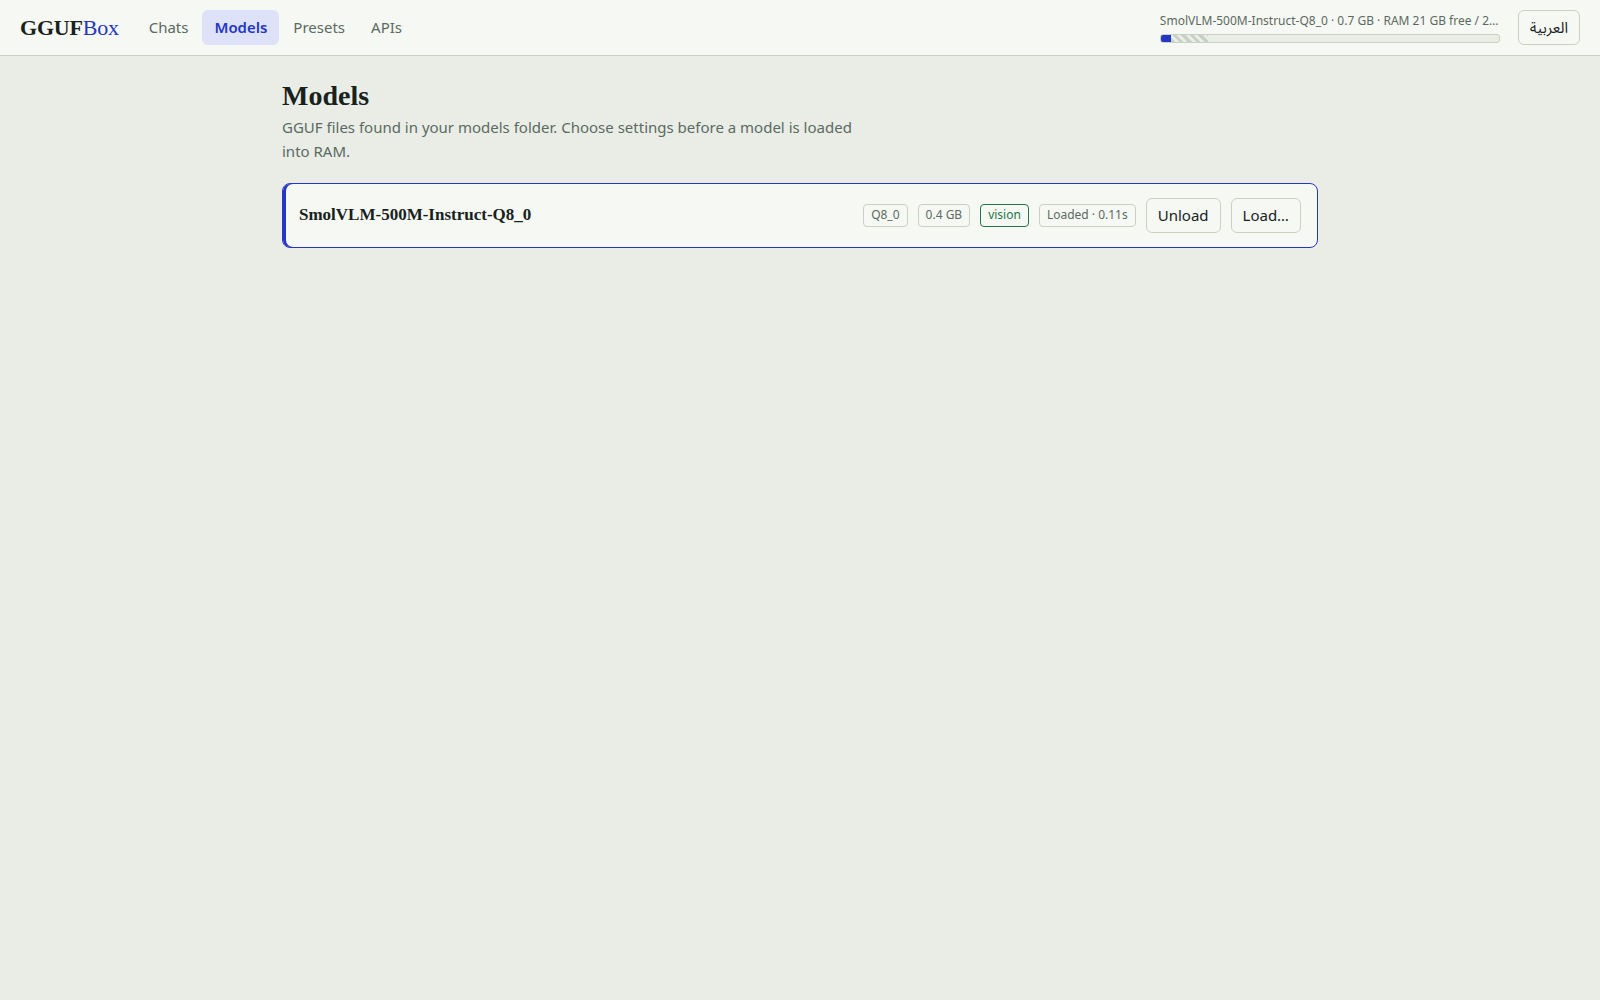 GGUFBox
Chats
Models
Presets
APIs
SmolVLM-500M-Instruct-Q8_0 · 0.7 GB · RAM 21 GB free / 2...
العربية
Models
GGUF files found in your models folder. Choose settings before a model is loaded
into RAM.
SmolVLM-500M-Instruct-Q8_0
Q8_0
0.4 GB
vision
Loaded · 0.11s
Unload
Load...